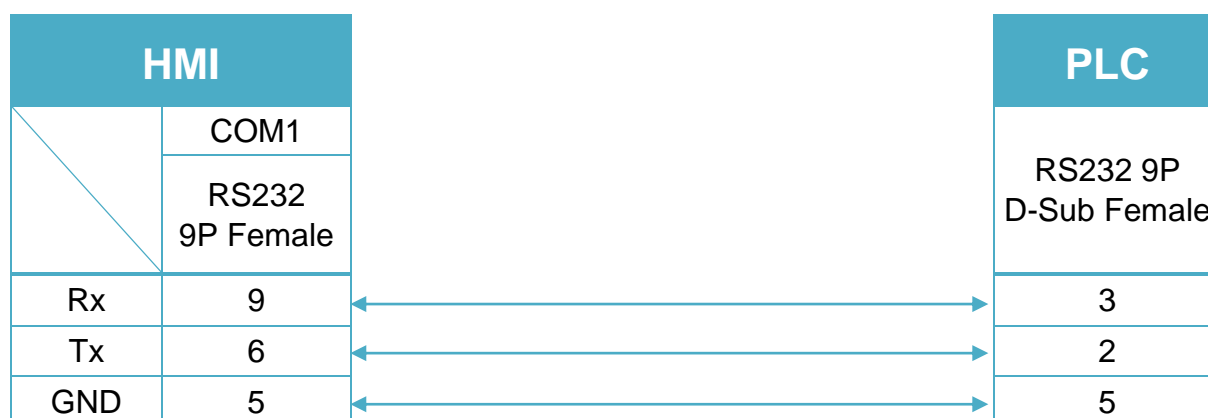 HMI
PLC
COM1
RS232
9P Female
RS232 9P
D-Sub Female
Rx 9 3
Tx 6 2
GND 5 5